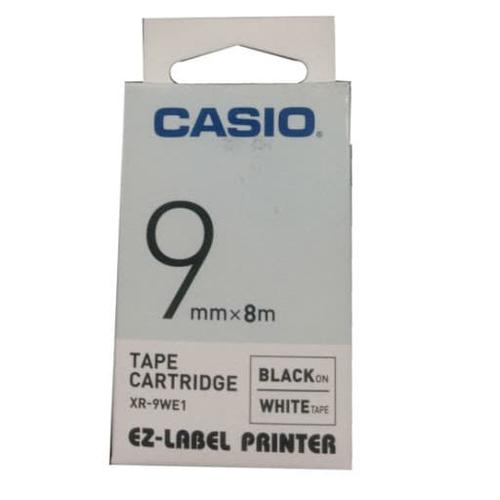 CASIO®
9
mm×8m
TAPE
CARTRIDGE
XR-9WE1
BLACK ON
WHITE TAPE
EZ-LABEL PRINTER